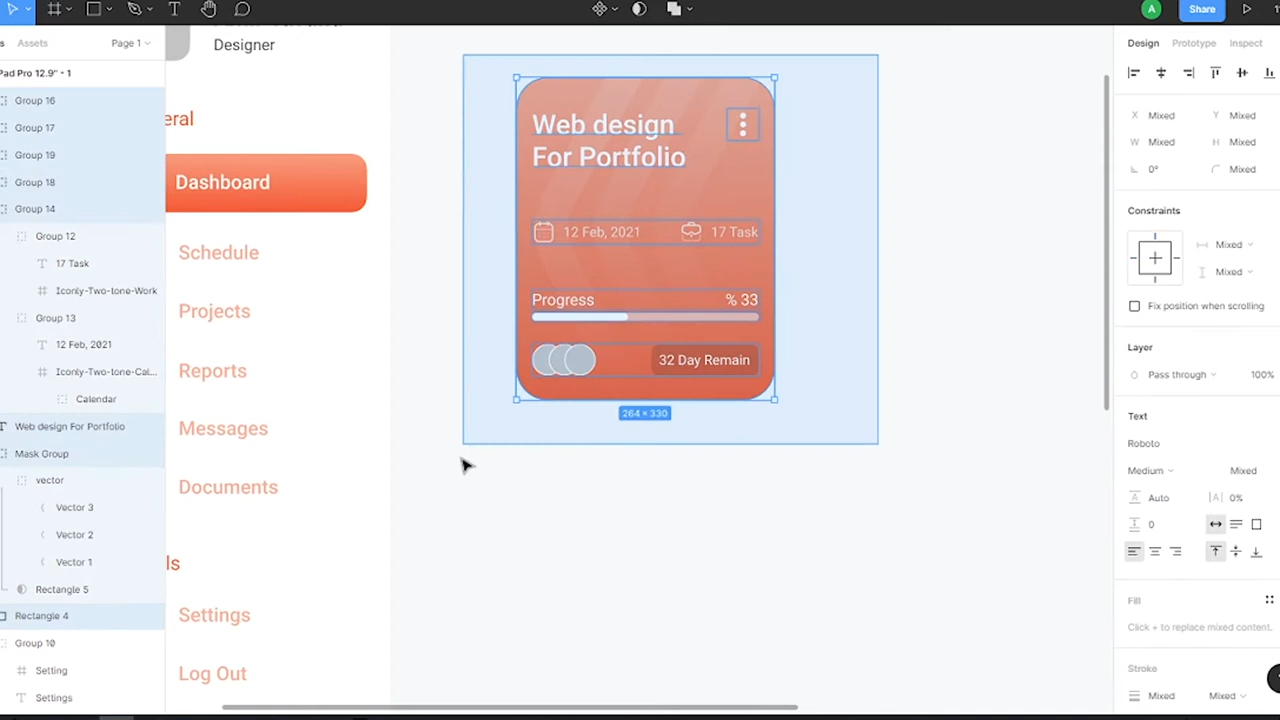 A
Share
s
Assets
Page 1
Pad Pro 12.9" - 1
Group 16
Group 17
Group 19
Group 18
Group 14
Group 12
17 Task
Iconly-Two-tone-Work
Group 13
12 Feb, 2021
Iconly-Two-tone-Cal...
Calendar
Web design For Portfolio
Mask Group
vector
Vector 3
Vector 2
Vector 1
Rectangle 5
Rectangle 4
Group 10
Setting
Settings
Designer
eral
Dashboard
Schedule
Projects
Reports
Messages
Documents
ls
Settings
Log Out
Web design
For Portfolio
12 Feb, 2021
17 Task
Progress
% 33
32 Day Remain
264 × 330
Design
Prototype
Inspect
X Mixed
Y Mixed
W Mixed
H Mixed
0°
Mixed
Constraints
Mixed
Mixed
Fix position when scrolling
Layer
Pass through
100%
Text
Roboto
Medium
Mixed
Auto
0%
0
Fill
Click + to replace mixed content.
Stroke
Mixed
Mixed